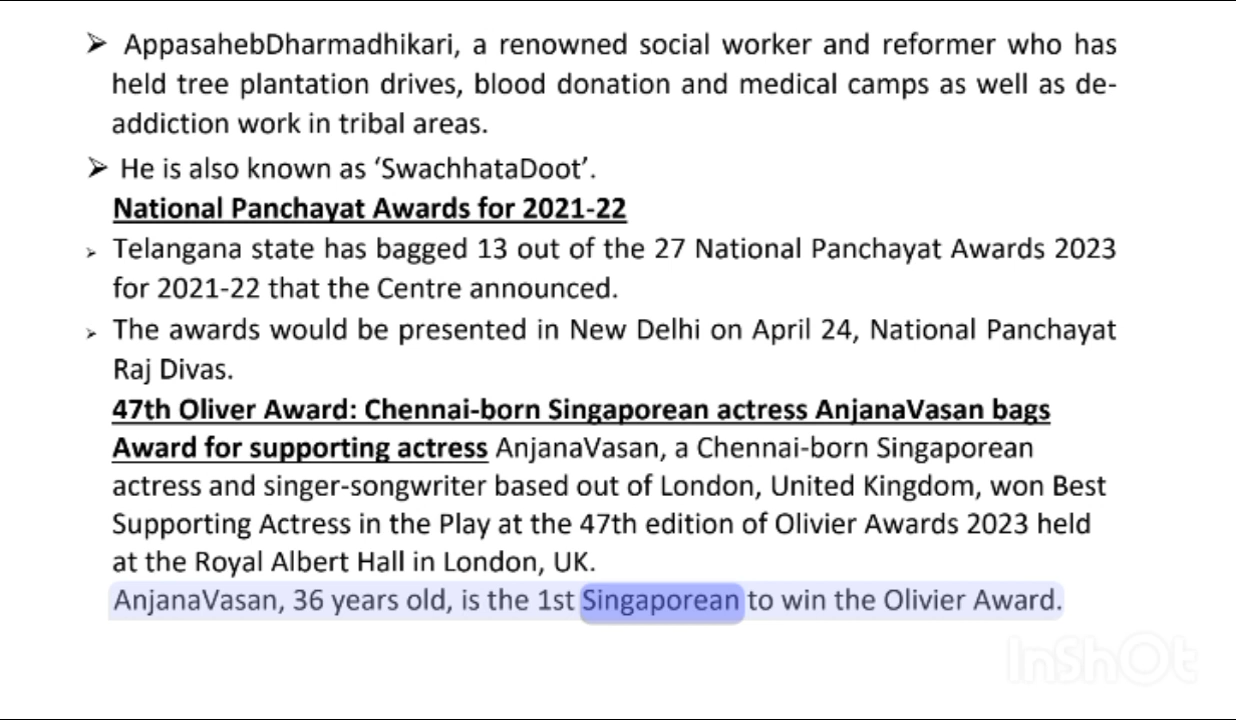 ➢ AppasahebDharmadhikari, a renowned social worker and reformer who has
held tree plantation drives, blood donation and medical camps as well as de-
addiction work in tribal areas.
➢ He is also known as ‘SwachhataDoot’.
National Panchayat Awards for 2021-22
➢ Telangana state has bagged 13 out of the 27 National Panchayat Awards 2023
for 2021-22 that the Centre announced.
➢ The awards would be presented in New Delhi on April 24, National Panchayat
Raj Divas.
47th Oliver Award: Chennai-born Singaporean actress AnjanaVasan bags
Award for supporting actress AnjanaVasan, a Chennai-born Singaporean
actress and singer-songwriter based out of London, United Kingdom, won Best
Supporting Actress in the Play at the 47th edition of Olivier Awards 2023 held
at the Royal Albert Hall in London, UK.
AnjanaVasan, 36 years old, is the 1st Singaporean to win the Olivier Award.
InShOt